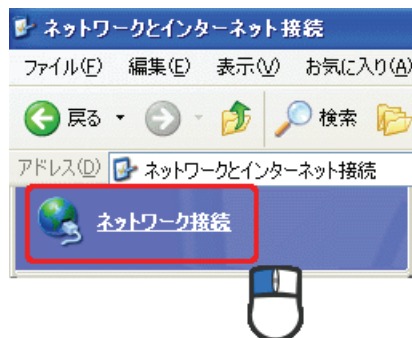 ネットワークとインターネット接続
ファイル(F) 編集(E) 表示(V) お気に入り(A)
戻る 検索
アドレス(D) ネットワークとインターネット接続
ネットワーク接続